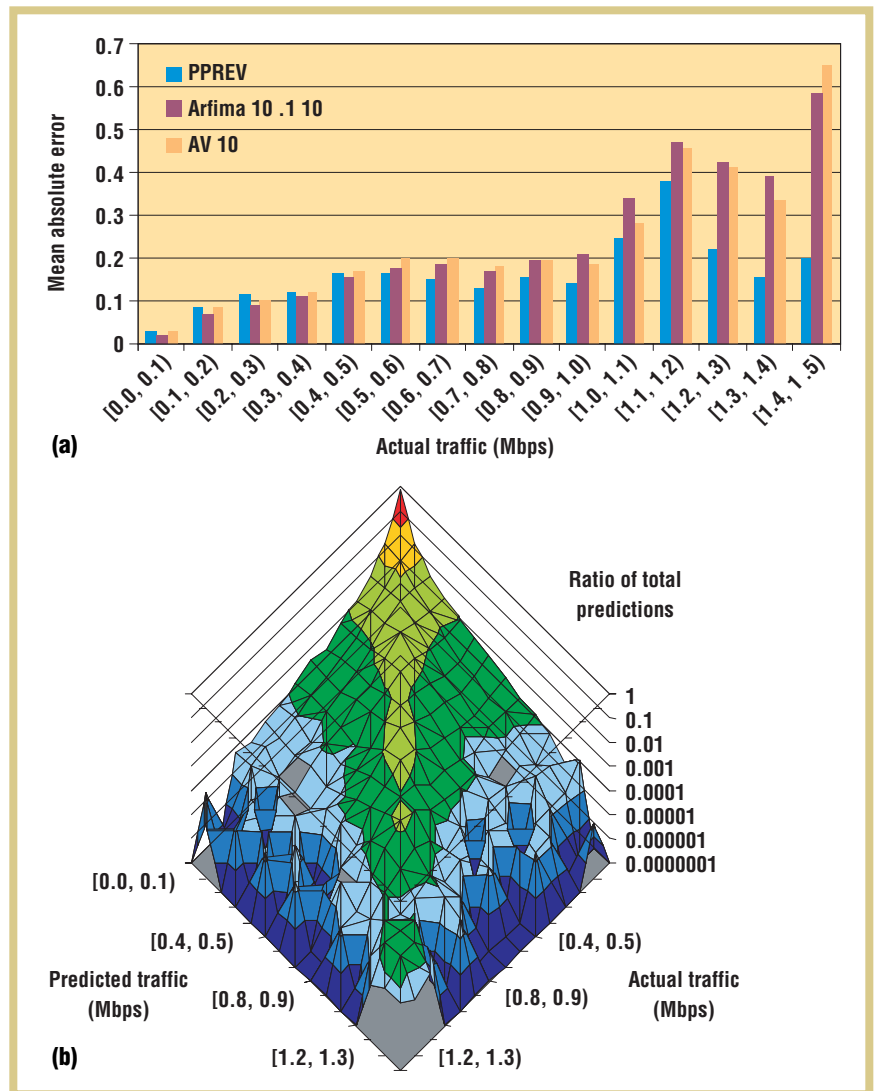 0.7
0.6
0.5
0.4
0.3
0.2
0.1
0
Mean absolute error
PPREV
Arfima 10 .1 10
AV 10
[0.0, 0.1)
[0.1, 0.2)
[0.2, 0.3)
[0.3, 0.4)
[0.4, 0.5)
[0.5, 0.6)
[0.6, 0.7)
[0.7, 0.8)
[0.8, 0.9)
[0.9, 1.0)
[1.0, 1.1)
[1.1, 1.2)
[1.2, 1.3)
[1.3, 1.4)
[1.4, 1 .5)
(a)
Actual traffic (Mbps)
Ratio of total
predictions
1
0.1
0.01
0.001
0.0001
0.00001
0.000001
0.0000001
[0.0, 0.1)
[0.4, 0.5)
[0.8, 0.9)
[1.2, 1.3)
Predicted traffic
(Mbps)
[0.4, 0.5)
[0.8, 0.9)
[1.2, 1.3)
Actual traffic
(Mbps)
(b)